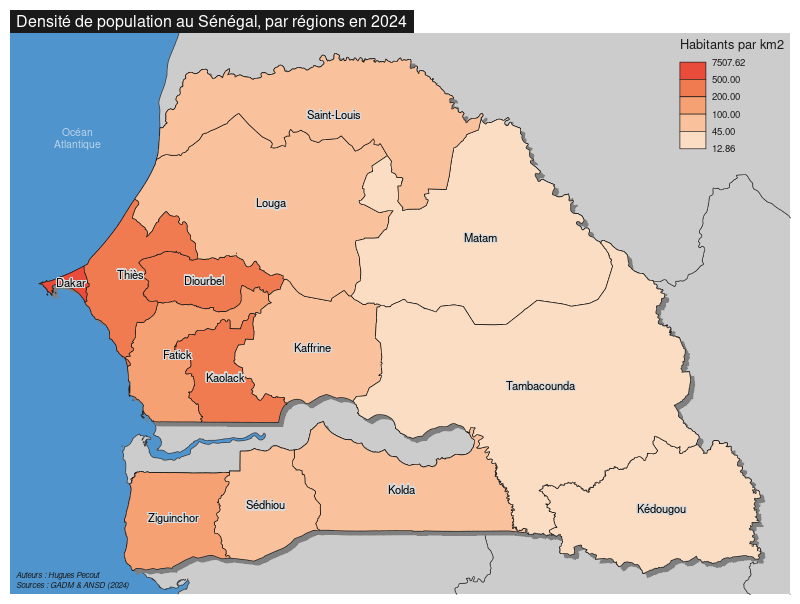 Densité de population au Sénégal, par régions en 2024
Habitants par km2
7507.62
500.00
200.00
100.00
45.00
12.86
Océan
Atlantique
Saint-Louis
Louga
Matam
Dakar
Thiès
Diourbel
Fatick
Kaolack
Kaffrine
Tambacounda
Kolda
Sédhiou
Ziguinchor
Kédougou
Auteurs : Hugues Pecout
Sources : GADM & ANSD (2024)